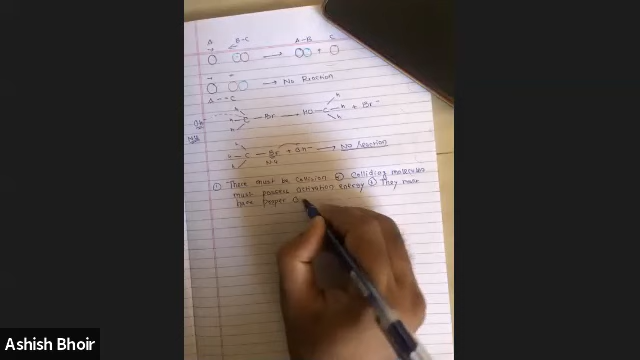 A B-C A-B C
→ ←
→ +
→ No Reaction
A -- C
H H
H- C - Br → HO - C - H + Br⁻
H H
H
H - C - Br + OH⁻ → No Reaction
① There must be Collision ② Colliding molecules
must possess activation energy ③ They must
have proper O
Ashish Bhoir